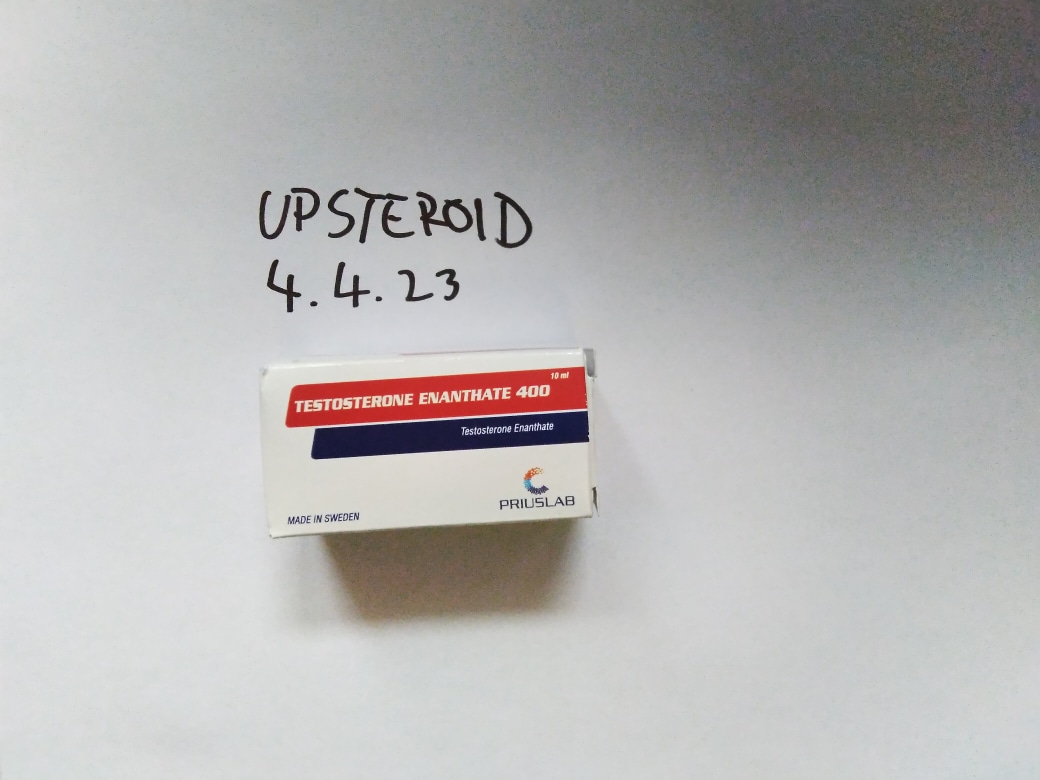 UPSTEROID
4.4.23
10 ml
TESTOSTERONE ENANTHATE 400
Testosterone Enanthate
PRIUSLAB
MADE IN SWEDEN